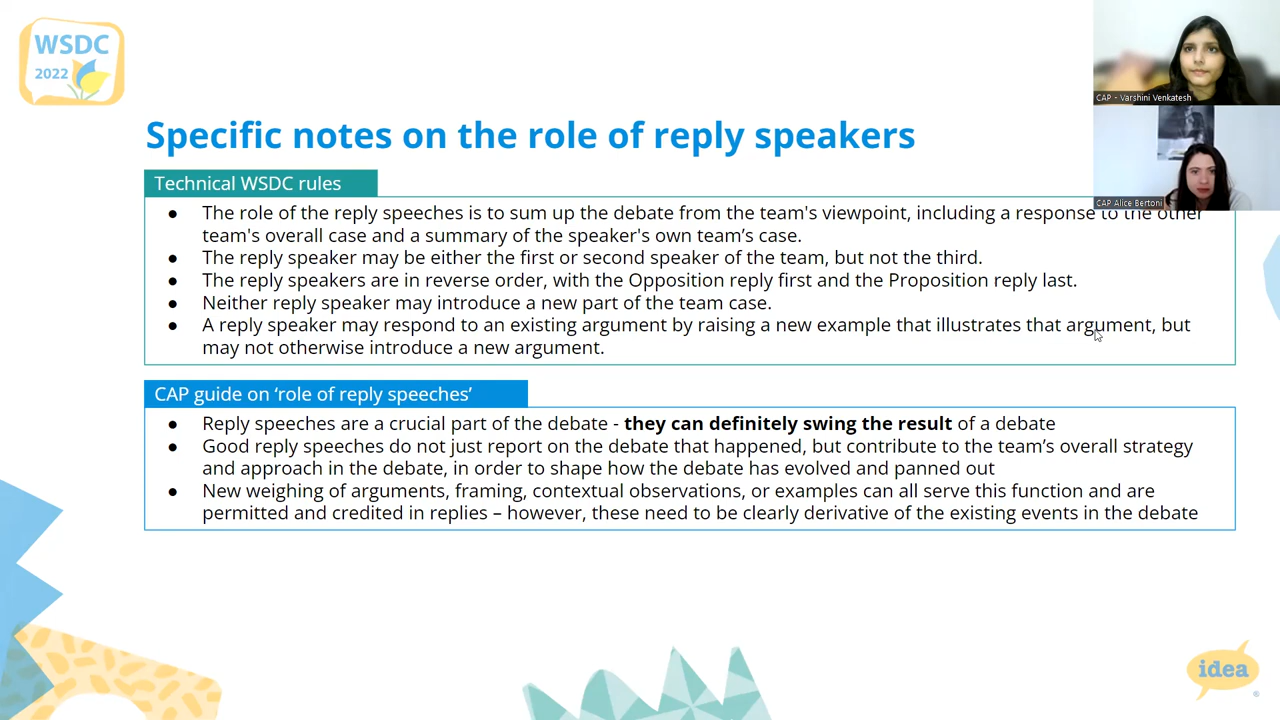 WSDC
2022
CAP - Varshini Venkatesh
CAP Alice Bertoni
Specific notes on the role of reply speakers
Technical WSDC rules
● The role of the reply speeches is to sum up the debate from the team's viewpoint, including a response to the other
team's overall case and a summary of the speaker's own team’s case.
● The reply speaker may be either the first or second speaker of the team, but not the third.
● The reply speakers are in reverse order, with the Opposition reply first and the Proposition reply last.
● Neither reply speaker may introduce a new part of the team case.
● A reply speaker may respond to an existing argument by raising a new example that illustrates that argument, but
may not otherwise introduce a new argument.
CAP guide on ‘role of reply speeches’
● Reply speeches are a crucial part of the debate - they can definitely swing the result of a debate
● Good reply speeches do not just report on the debate that happened, but contribute to the team’s overall strategy
and approach in the debate, in order to shape how the debate has evolved and panned out
● New weighing of arguments, framing, contextual observations, or examples can all serve this function and are
permitted and credited in replies – however, these need to be clearly derivative of the existing events in the debate
idea
®